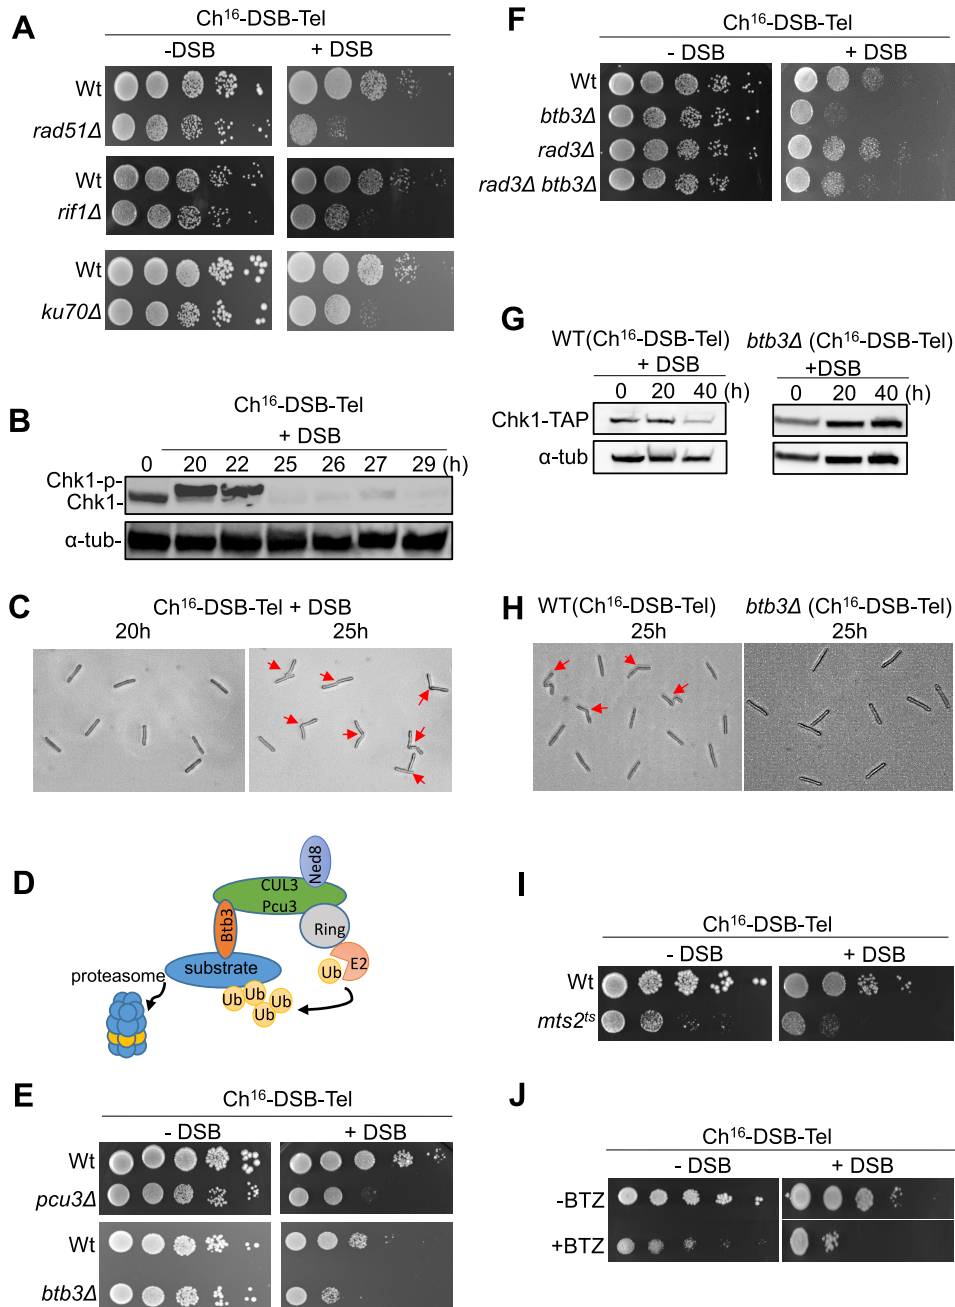 A
Ch¹⁶-DSB-Tel
-DSB
+ DSB
Wt
rad51Δ
Wt
rif1Δ
Wt
ku70Δ
B
Ch¹⁶-DSB-Tel
+ DSB
0 20 22 25 26 27 29 (h)
Chk1-p-
Chk1-
α-tub-
C
Ch¹⁶-DSB-Tel + DSB
20h
25h
D
Ned8
CUL3
Pcu3
Btb3
Ring
E2
Ub
substrate
Ub
Ub
Ub
Ub
proteasome
E
Ch¹⁶-DSB-Tel
- DSB
+ DSB
Wt
pcu3Δ
Wt
btb3Δ
F
Ch¹⁶-DSB-Tel
- DSB
+ DSB
Wt
btb3Δ
rad3Δ
rad3Δ btb3Δ
G
WT(Ch¹⁶-DSB-Tel)
btb3Δ (Ch¹⁶-DSB-Tel)
+ DSB
+DSB
0 20 40 (h)
0 20 40 (h)
Chk1-TAP
α-tub
H
WT(Ch¹⁶-DSB-Tel)
btb3Δ (Ch¹⁶-DSB-Tel)
25h
25h
I
Ch¹⁶-DSB-Tel
- DSB
+ DSB
Wt
mts2ᵗˢ
J
Ch¹⁶-DSB-Tel
- DSB
+ DSB
-BTZ
+BTZ